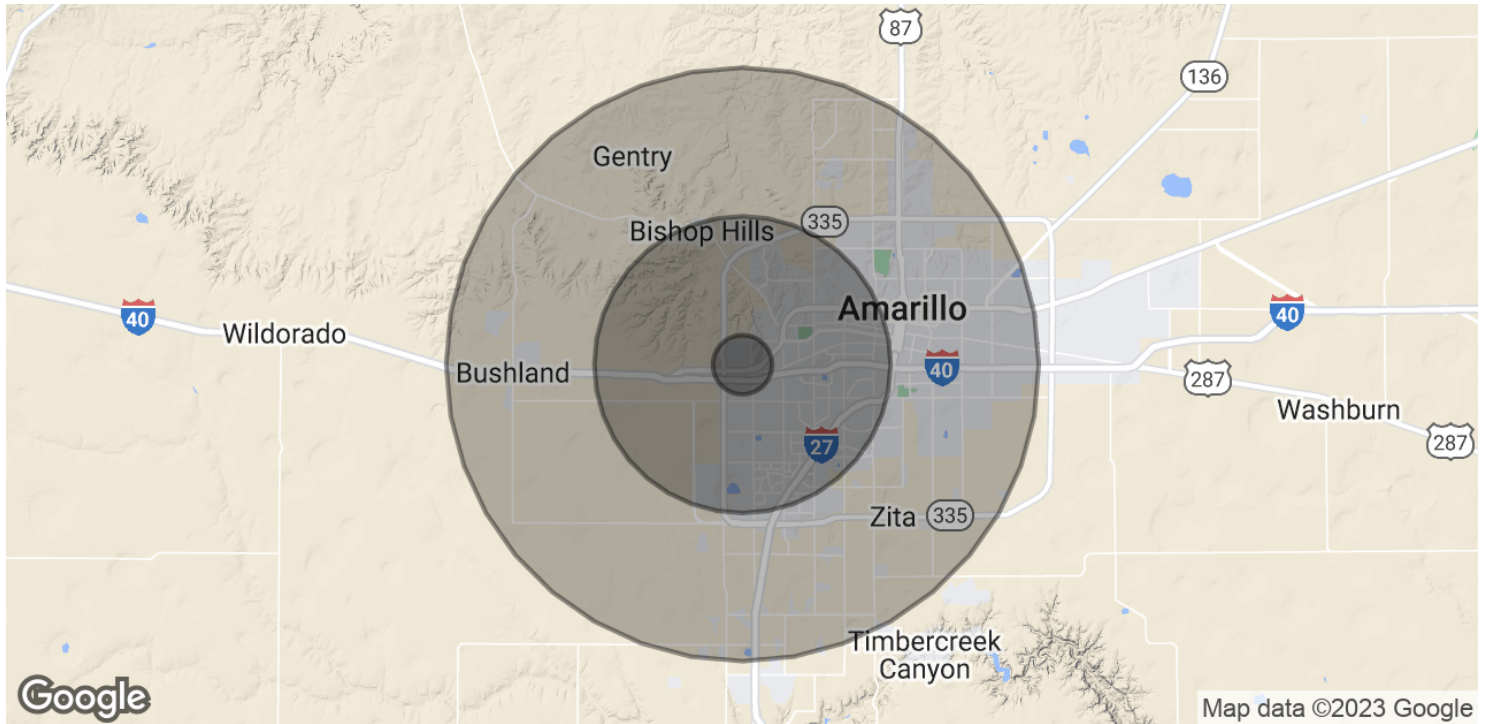 87
136
Gentry
Bishop Hills
335
Amarillo
40
40
Wildorado
Bushland
40
287
Washburn
287
27
Zita
335
Timbercreek
Canyon
Google
Map data ©2023 Google